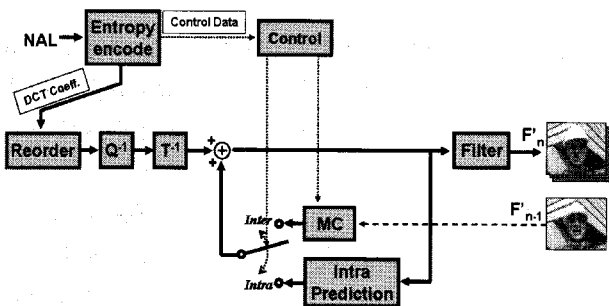 Control Data
NAL
Entropy
encode
Control
DCT Coeff.
Reorder
Q-1
T-1
+
+
Filter
F'n
Inter
MC
F'n-1
Intra
Intra
Prediction